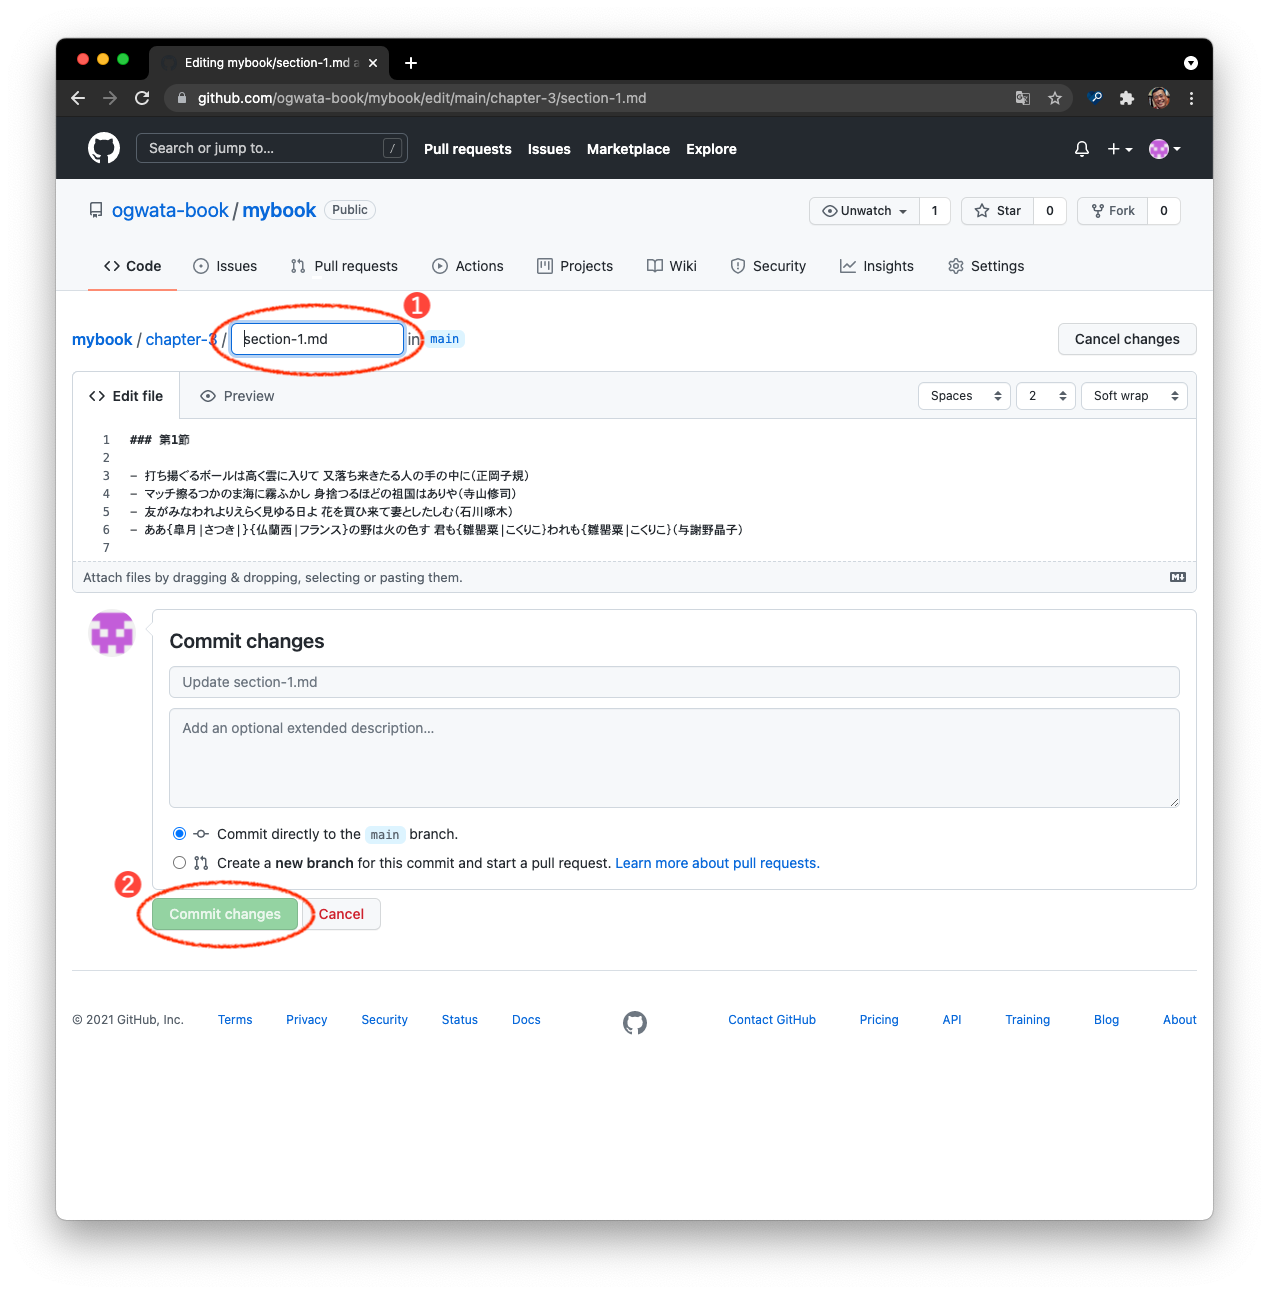 Editing mybook/section-1.md a
github.com/ogwata-book/mybook/edit/main/chapter-3/section-1.md
Search or jump to... /
Pull requests Issues Marketplace Explore
ogwata-book / mybook Public
Unwatch 1 Star 0 Fork 0
Code Issues Pull requests Actions Projects Wiki Security Insights Settings
1
mybook / chapter-3 / section-1.md in main
Cancel changes
Edit file Preview Spaces 2 Soft wrap
1 ### 第1節
2
3 - 打ち揚ぐるボールは高く雲に入りて 又落ち来きたる人の手の中に（正岡子規）
4 - マッチ擦るつかのま海に霧ふかし 身捨つるほどの祖国はありや（寺山修司）
5 - 友がみなわれよりえらく見ゆる日よ 花を買ひ来て妻としたしむ（石川啄木）
6 - ああ{皐月|さつき|}{仏蘭西|フランス}の野は火の色す 君も{雛罌粟|こくりこ}われも{雛罌粟|こくりこ}（与謝野晶子）
7
Attach files by dragging & dropping, selecting or pasting them.
Commit changes
Update section-1.md
Add an optional extended description...
Commit directly to the main branch.
Create a new branch for this commit and start a pull request. Learn more about pull requests.
2
Commit changes Cancel
© 2021 GitHub, Inc. Terms Privacy Security Status Docs Contact GitHub Pricing API Training Blog About